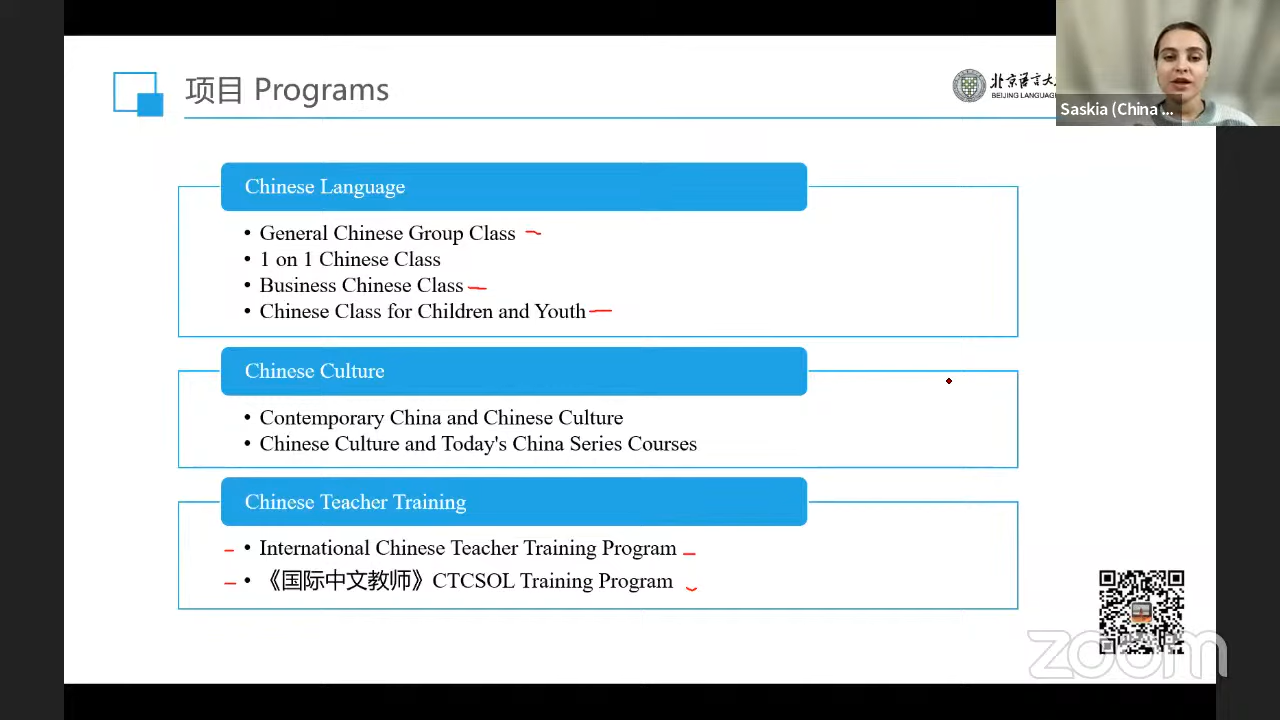 项目 Programs
北京语言大
BEIJING LANGUAGE
Saskia (China ...
Chinese Language
• General Chinese Group Class
• 1 on 1 Chinese Class
• Business Chinese Class
• Chinese Class for Children and Youth
Chinese Culture
• Contemporary China and Chinese Culture
• Chinese Culture and Today's China Series Courses
Chinese Teacher Training
• International Chinese Teacher Training Program
• 《国际中文教师》CTCSOL Training Program
zoom